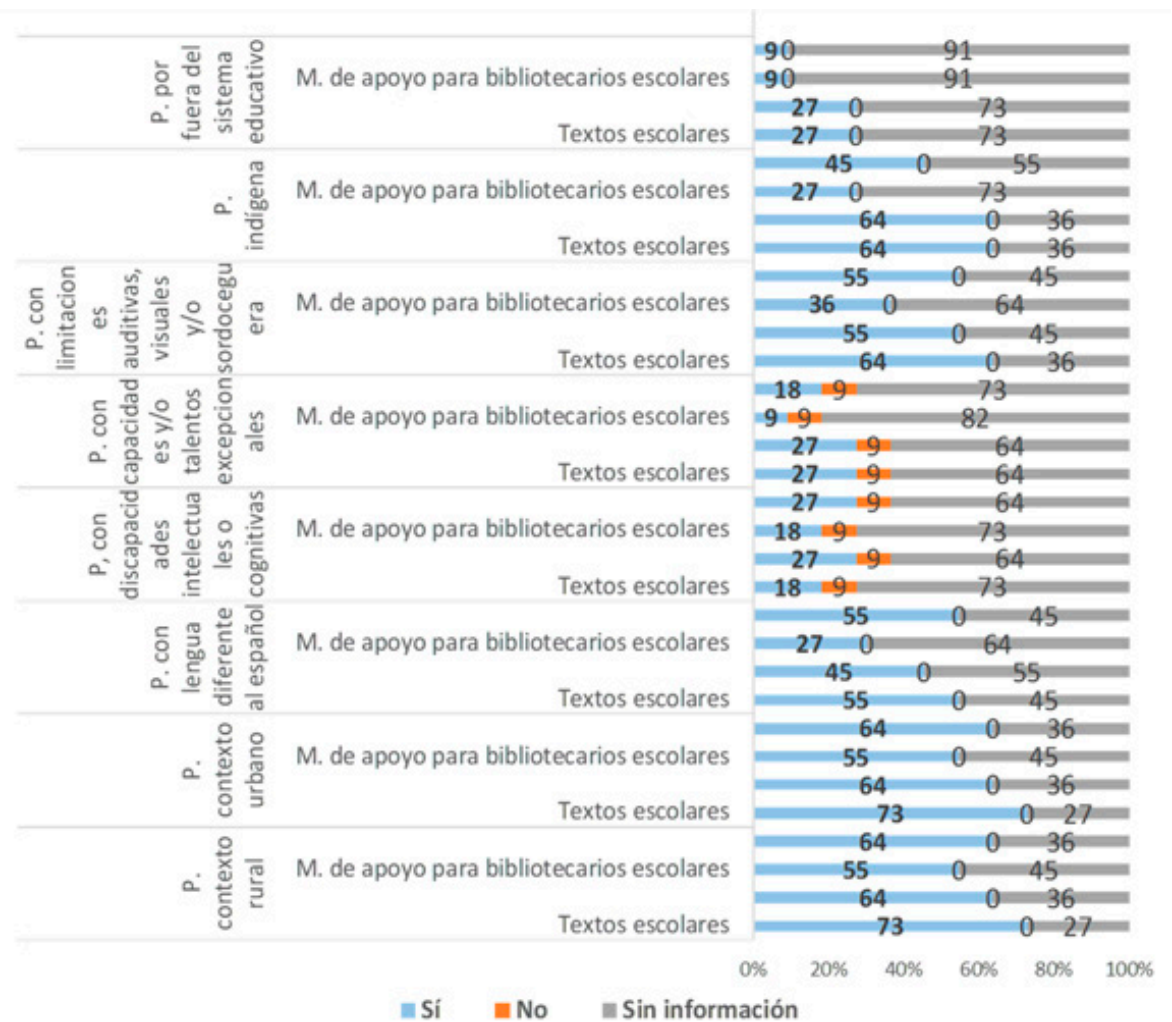 P. por
fuera del
sistema
educativo
90 91
M. de apoyo para bibliotecarios escolares 90 91
27 0 73
Textos escolares 27 0 73
P.
indígena
45 0 55
M. de apoyo para bibliotecarios escolares 27 0 73
64 0 36
Textos escolares 64 0 36
P. con
limitacion
es
auditivas,
visuales
y/o
sordocegu
era
55 0 45
M. de apoyo para bibliotecarios escolares 36 0 64
55 0 45
Textos escolares 64 0 36
P. con
discapacidad
es y/o
talentos
excepcion
ales
18 9 73
M. de apoyo para bibliotecarios escolares 9 9 82
27 9 64
Textos escolares 27 9 64
P, con
discapacid
ades
intelectua
les o
cognitivas
27 9 64
M. de apoyo para bibliotecarios escolares 18 9 73
27 9 64
Textos escolares 18 9 73
P. con
lengua
diferente
al español
55 0 45
M. de apoyo para bibliotecarios escolares 27 0 64
45 0 55
Textos escolares 55 0 45
P.
contexto
urbano
64 0 36
M. de apoyo para bibliotecarios escolares 55 0 45
64 0 36
Textos escolares 73 0 27
P.
contexto
rural
64 0 36
M. de apoyo para bibliotecarios escolares 55 0 45
64 0 36
Textos escolares 73 0 27
0% 20% 40% 60% 80% 100%
Sí No Sin información